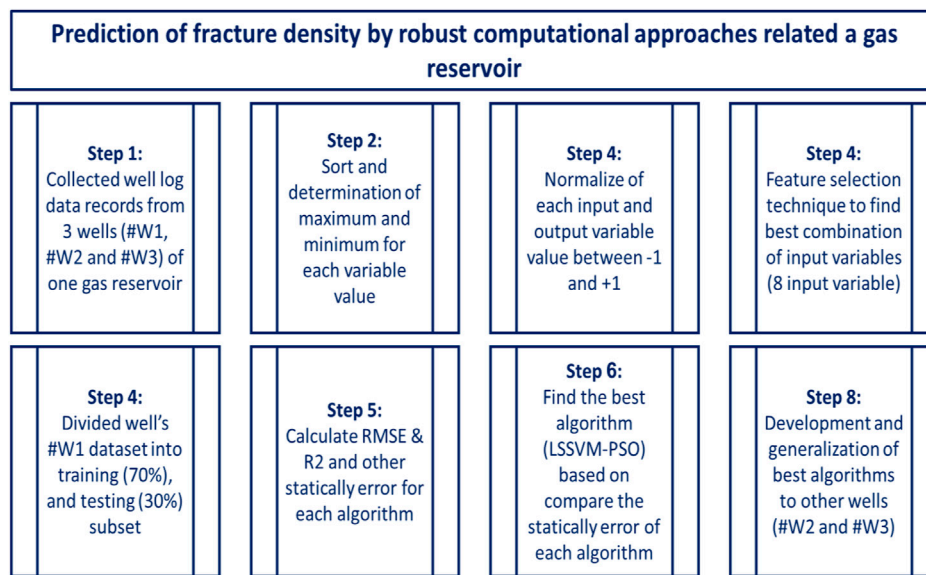 Prediction of fracture density by robust computational approaches related a gas
reservoir
Step 1:
Collected well log
data records from
3 wells (#W1,
#W2 and #W3) of
one gas reservoir
Step 2:
Sort and
determination of
maximum and
minimum for
each variable
value
Step 4:
Normalize of
each input and
output variable
value between -1
and +1
Step 4:
Feature selection
technique to find
best combination
of input variables
(8 input variable)
Step 4:
Divided well's
#W1 dataset into
training (70%),
and testing (30%)
subset
Step 5:
Calculate RMSE &
R2 and other
statically error for
each algorithm
Step 6:
Find the best
algorithm
(LSSVM-PSO)
based on
compare the
statically error of
each algorithm
Step 8:
Development and
generalization of
best algorithms
to other wells
(#W2 and #W3)